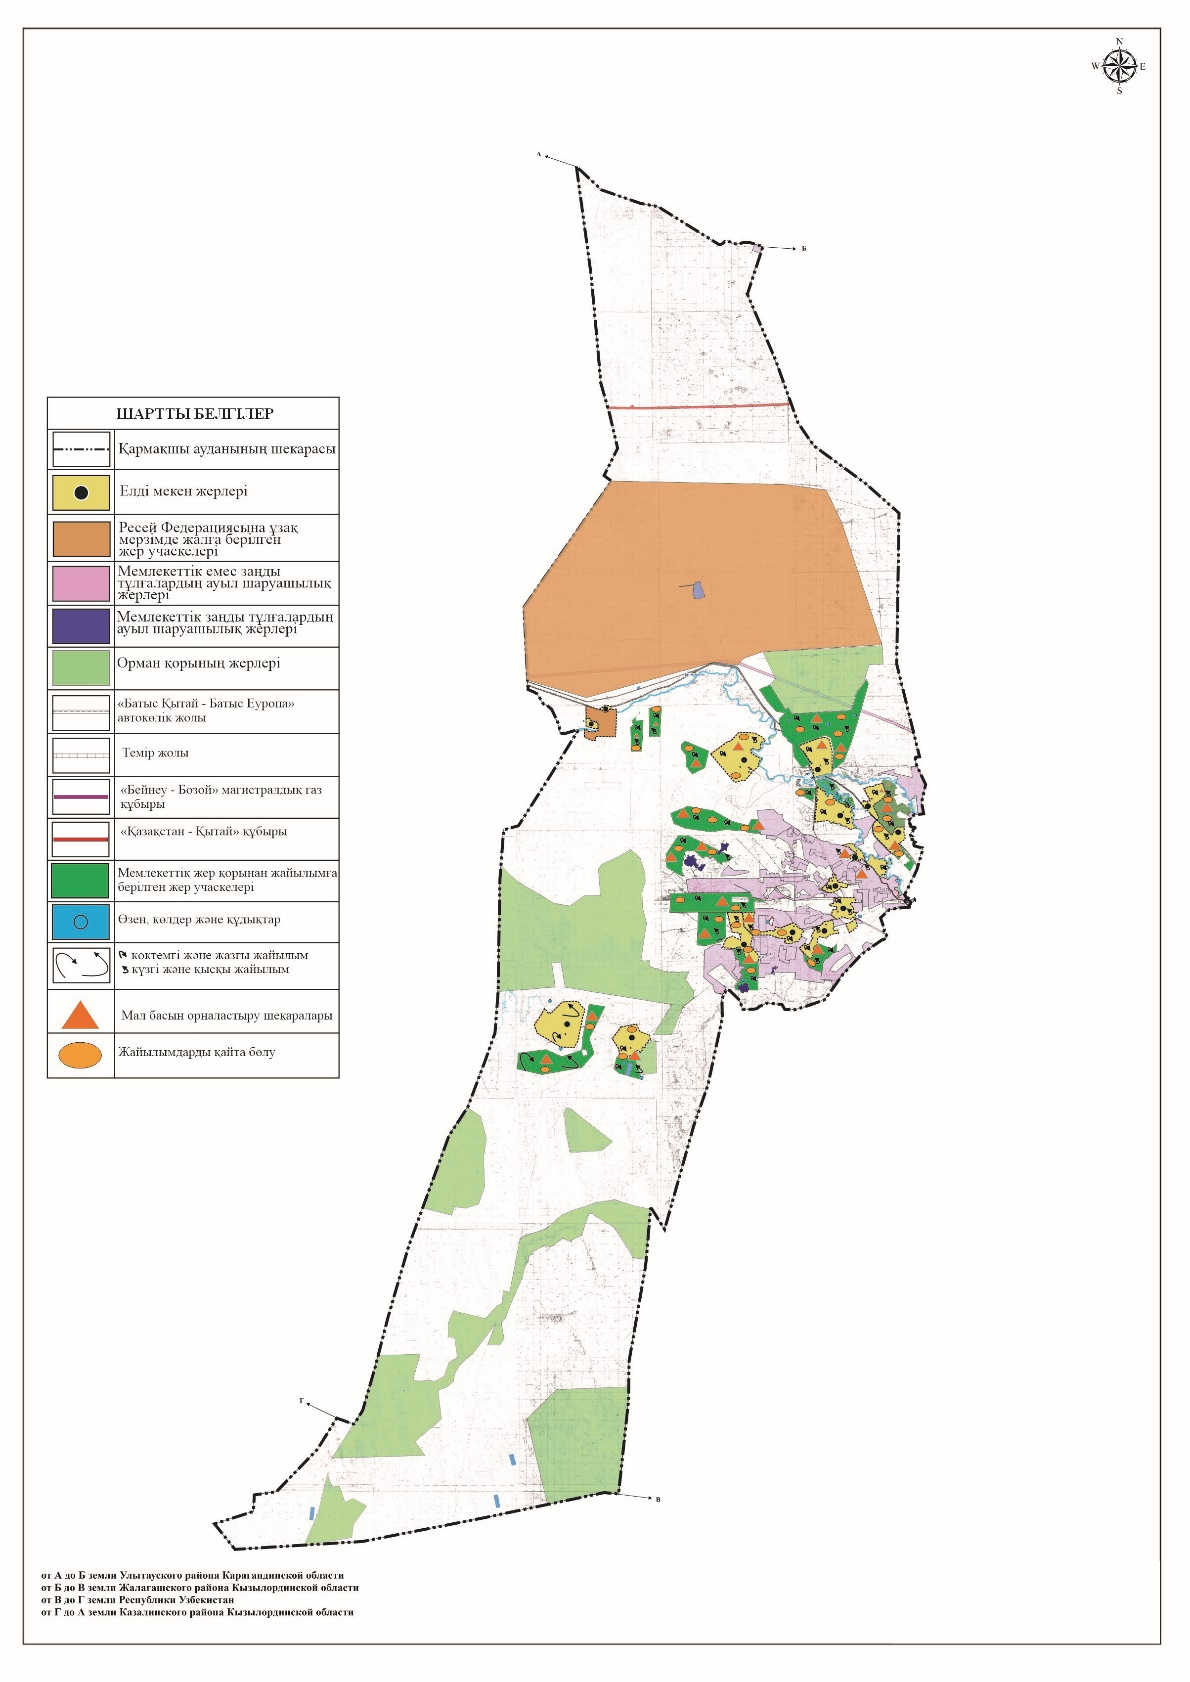 N
W E
S
А
Б
ШАРТТЫ БЕЛГІЛЕР
Қармақшы ауданының шекарасы
Елді мекен жерлері
Ресей Федерациясына ұзақ
мерзімде жалға берілген
жер учаскелері
Мемлекеттік емес заңды
тұлғалардың ауыл шаруашылық
жерлері
Мемлекеттік заңды тұлғалардың
ауыл шаруашылық жерлері
Орман қорының жерлері
«Батыс Қытай - Батыс Еуропа»
автокөлік жолы
Темір жолы
«Бейнеу - Бозой» магистралдық газ
құбыры
«Қазақстан - Қытай» құбыры
Мемлекеттік жер қорынан жайылымға
берілген жер учаскелері
Өзен, көлдер және құдықтар
көктемгі және жазғы жайылым
күзгі және қысқы жайылым
Мал басын орналастыру шекаралары
Жайылымдарды қайта бөлу
Г
В
от А до Б земли Улытауского района Карагандинской области
от Б до В земли Жалагашского района Кызылординской области
от В до Г земли Республики Узбекистан
от Г до А земли Казалинского района Кызылординской области